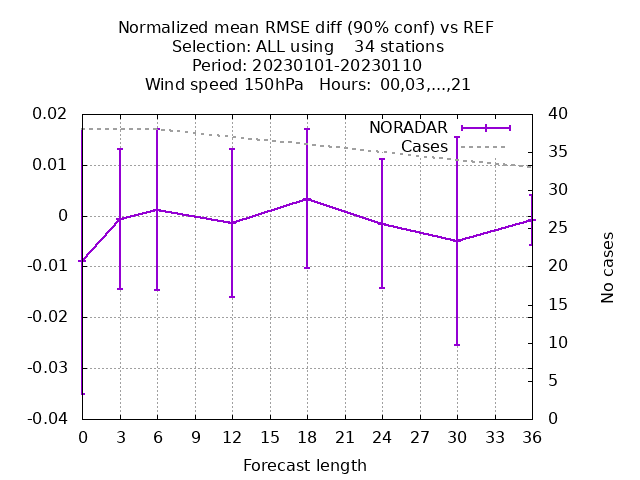 Normalized mean RMSE diff (90% conf) vs REF
Selection: ALL using    34 stations
Period: 20230101-20230110
Wind speed 150hPa   Hours: 00,03,...,21
NORADAR
Cases
0.02
0.01
0
-0.01
-0.02
-0.03
-0.04
40
35
30
25
20
15
10
5
0
No cases
0 3 6 9 12 15 18 21 24 27 30 33 36
Forecast length